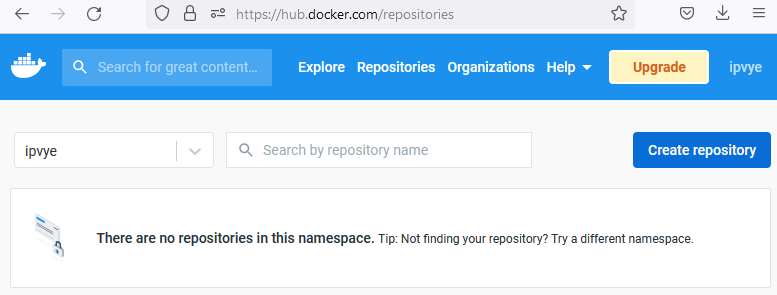 https://hub.docker.com/repositories
Search for great content... Explore Repositories Organizations Help Upgrade ipvye
ipvye Search by repository name Create repository
There are no repositories in this namespace. Tip: Not finding your repository? Try a different namespace.